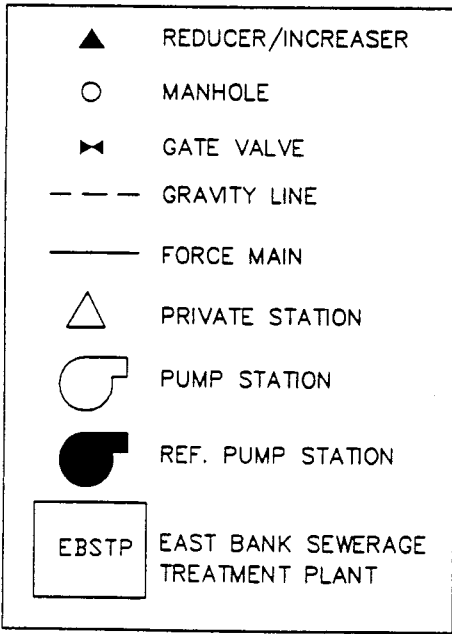 REDUCER/INCREASER
MANHOLE
GATE VALVE
GRAVITY LINE
FORCE MAIN
PRIVATE STATION
PUMP STATION
REF. PUMP STATION
EBSTP EAST BANK SEWERAGE
TREATMENT PLANT